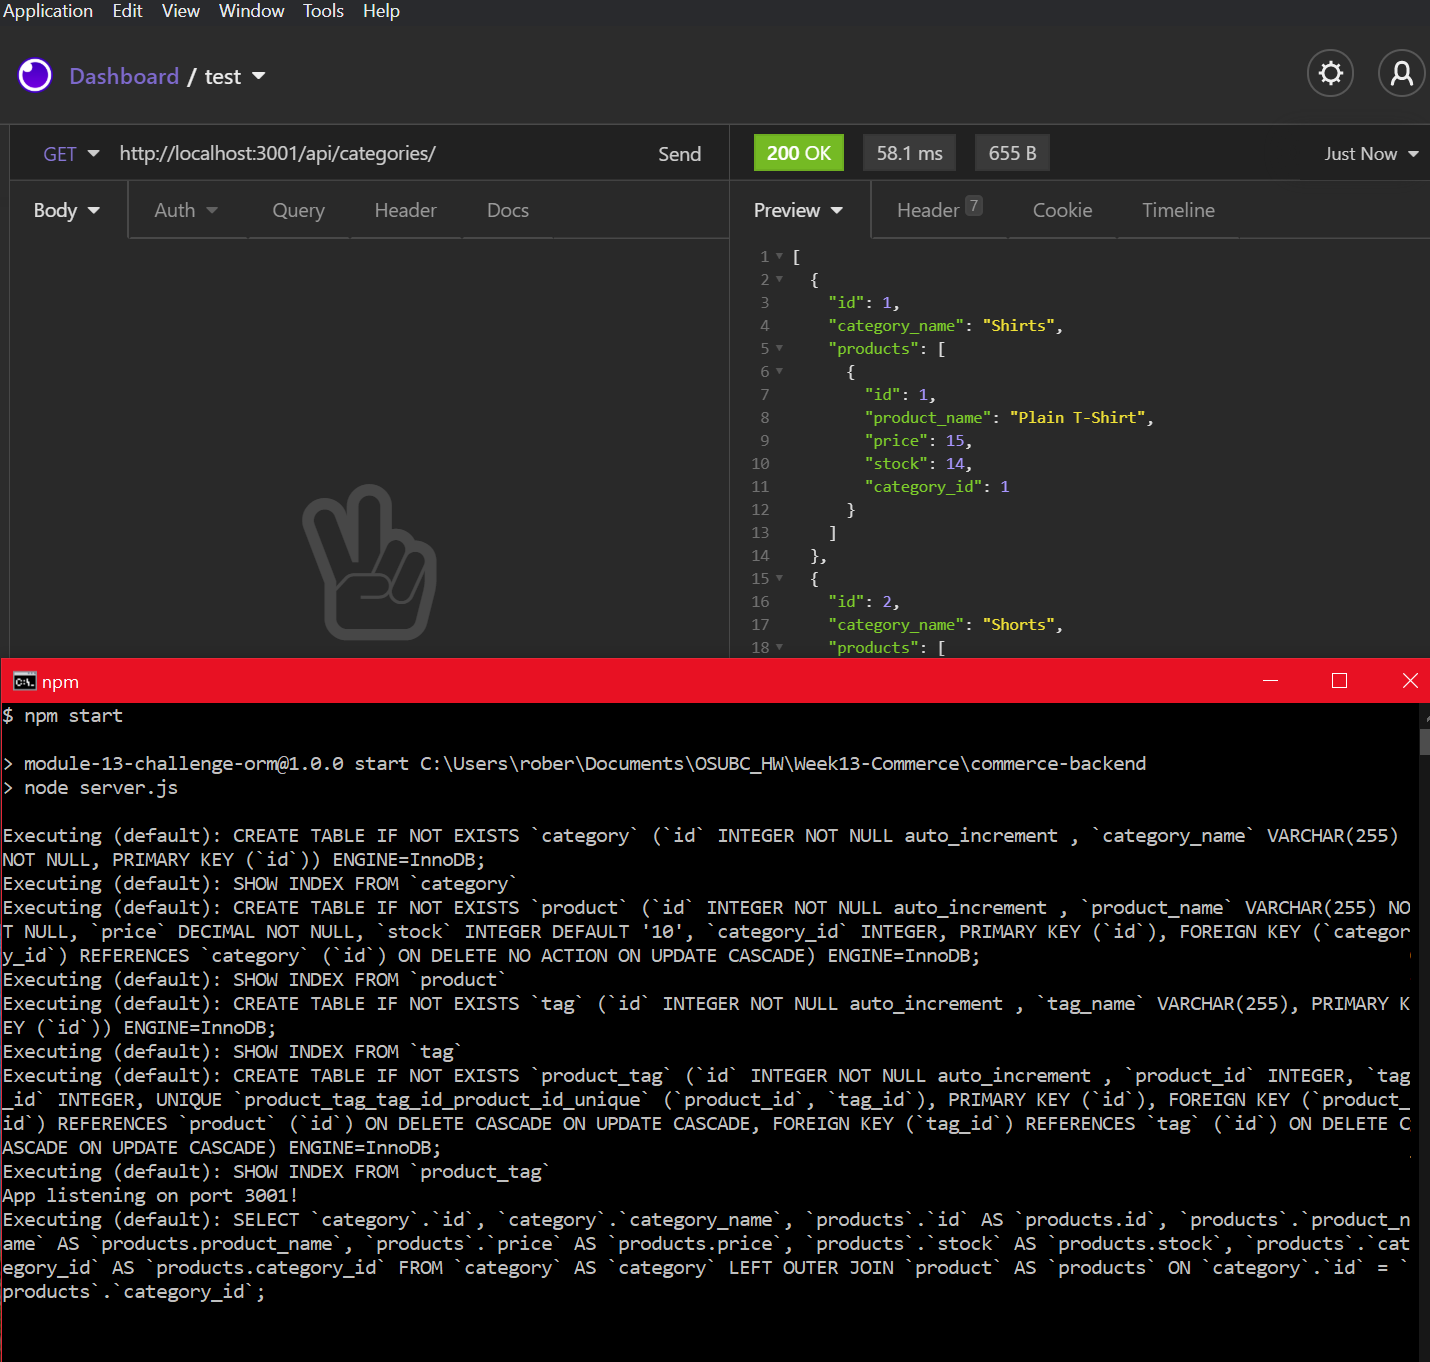 Application Edit View Window Tools Help
Dashboard / test
GET http://localhost:3001/api/categories/ Send
200 OK 58.1 ms 655 B Just Now
Body Auth Query Header Docs
Preview Header 7 Cookie Timeline
1 [
2 {
3 "id": 1,
4 "category_name": "Shirts",
5 "products": [
6 {
7 "id": 1,
8 "product_name": "Plain T-Shirt",
9 "price": 15,
10 "stock": 14,
11 "category_id": 1
12 }
13 ]
14 },
15 {
16 "id": 2,
17 "category_name": "Shorts",
18 "products": [
C:\. npm
$ npm start
> module-13-challenge-orm@1.0.0 start C:\Users\rober\Documents\OSUBC_HW\Week13-Commerce\commerce-backend
> node server.js
Executing (default): CREATE TABLE IF NOT EXISTS `category` (`id` INTEGER NOT NULL auto_increment , `category_name` VARCHAR(255)
NOT NULL, PRIMARY KEY (`id`)) ENGINE=InnoDB;
Executing (default): SHOW INDEX FROM `category`
Executing (default): CREATE TABLE IF NOT EXISTS `product` (`id` INTEGER NOT NULL auto_increment , `product_name` VARCHAR(255) NO
T NULL, `price` DECIMAL NOT NULL, `stock` INTEGER DEFAULT '10', `category_id` INTEGER, PRIMARY KEY (`id`), FOREIGN KEY (`categor
y_id`) REFERENCES `category` (`id`) ON DELETE NO ACTION ON UPDATE CASCADE) ENGINE=InnoDB;
Executing (default): SHOW INDEX FROM `product`
Executing (default): CREATE TABLE IF NOT EXISTS `tag` (`id` INTEGER NOT NULL auto_increment , `tag_name` VARCHAR(255), PRIMARY K
EY (`id`)) ENGINE=InnoDB;
Executing (default): SHOW INDEX FROM `tag`
Executing (default): CREATE TABLE IF NOT EXISTS `product_tag` (`id` INTEGER NOT NULL auto_increment , `product_id` INTEGER, `tag
_id` INTEGER, UNIQUE `product_tag_tag_id_product_id_unique` (`product_id`, `tag_id`), PRIMARY KEY (`id`), FOREIGN KEY (`product_
id`) REFERENCES `product` (`id`) ON DELETE CASCADE ON UPDATE CASCADE, FOREIGN KEY (`tag_id`) REFERENCES `tag` (`id`) ON DELETE C
ASCADE ON UPDATE CASCADE) ENGINE=InnoDB;
Executing (default): SHOW INDEX FROM `product_tag`
App listening on port 3001!
Executing (default): SELECT `category`.`id`, `category`.`category_name`, `products`.`id` AS `products.id`, `products`.`product_n
ame` AS `products.product_name`, `products`.`price` AS `products.price`, `products`.`stock` AS `products.stock`, `products`.`cat
egory_id` AS `products.category_id` FROM `category` AS `category` LEFT OUTER JOIN `product` AS `products` ON `category`.`id` = `
products`.`category_id`;